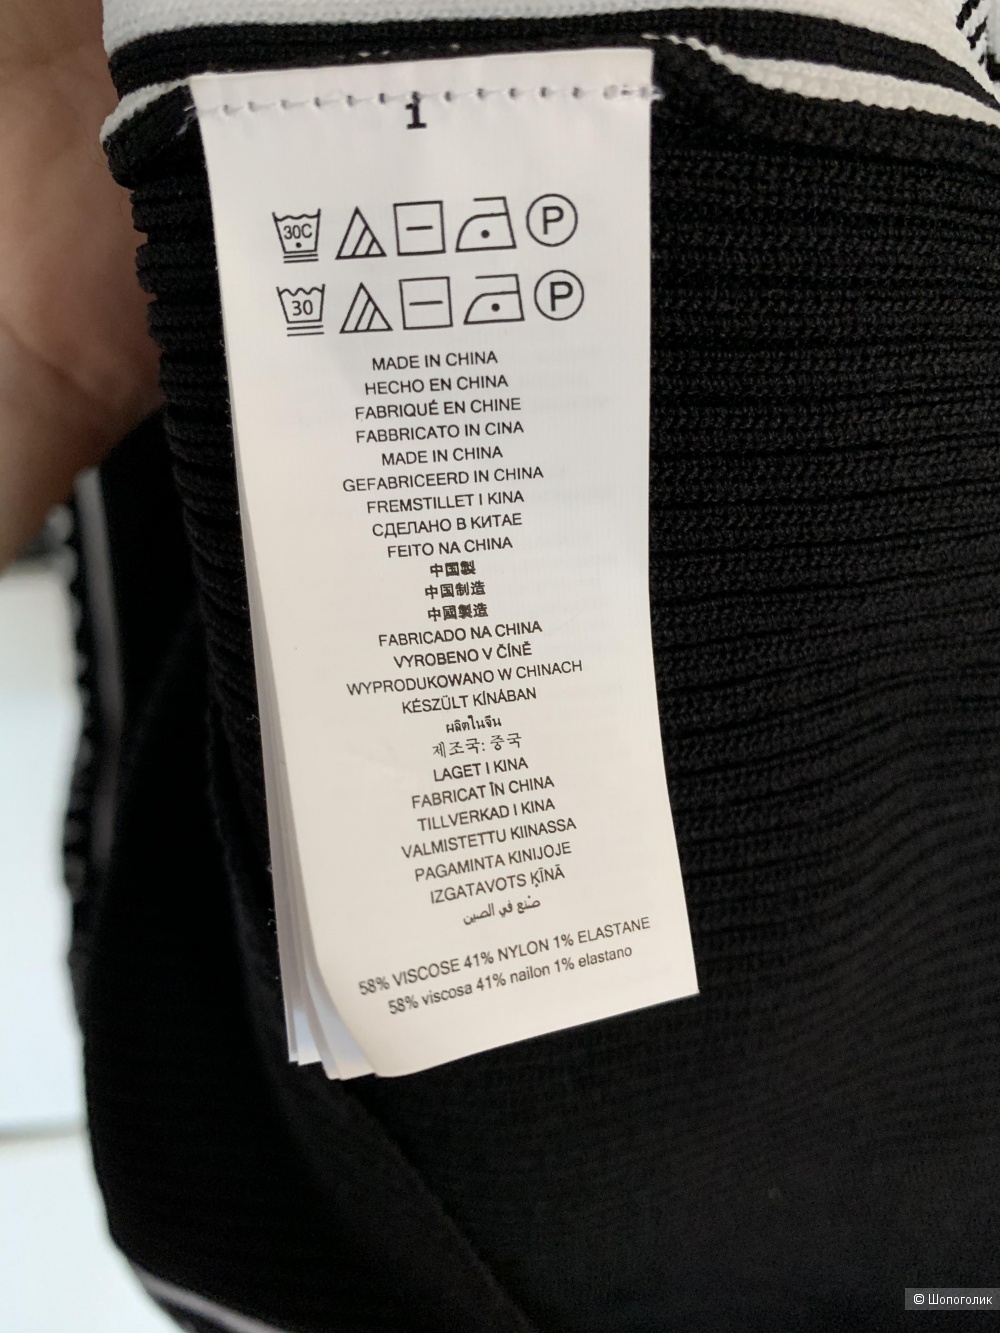 1
30C P
30 P
MADE IN CHINA
HECHO EN CHINA
FABRIQUÉ EN CHINE
FABBRICATO IN CINA
MADE IN CHINA
GEFABRICEERD IN CHINA
FREMSTILLET I KINA
СДЕЛАНО В КИТАЕ
FEITO NA CHINA
中国製
中国制造
中國製造
FABRICADO NA CHINA
VYROBENO V ČÍNĚ
WYPRODUKOWANO W CHINACH
KÉSZÜLT KÍNÁBAN
ผลิตในจีน
제조국: 중국
LAGET I KINA
FABRICAT ÎN CHINA
TILLVERKAD I KINA
VALMISTETTU KIINASSA
PAGAMINTA KINIJOJE
IZGATAVOTS ĶĪNĀ
صُنع في الصين
58% VISCOSE 41% NYLON 1% ELASTANE
58% viscosa 41% nailon 1% elastano
© Шопоголик